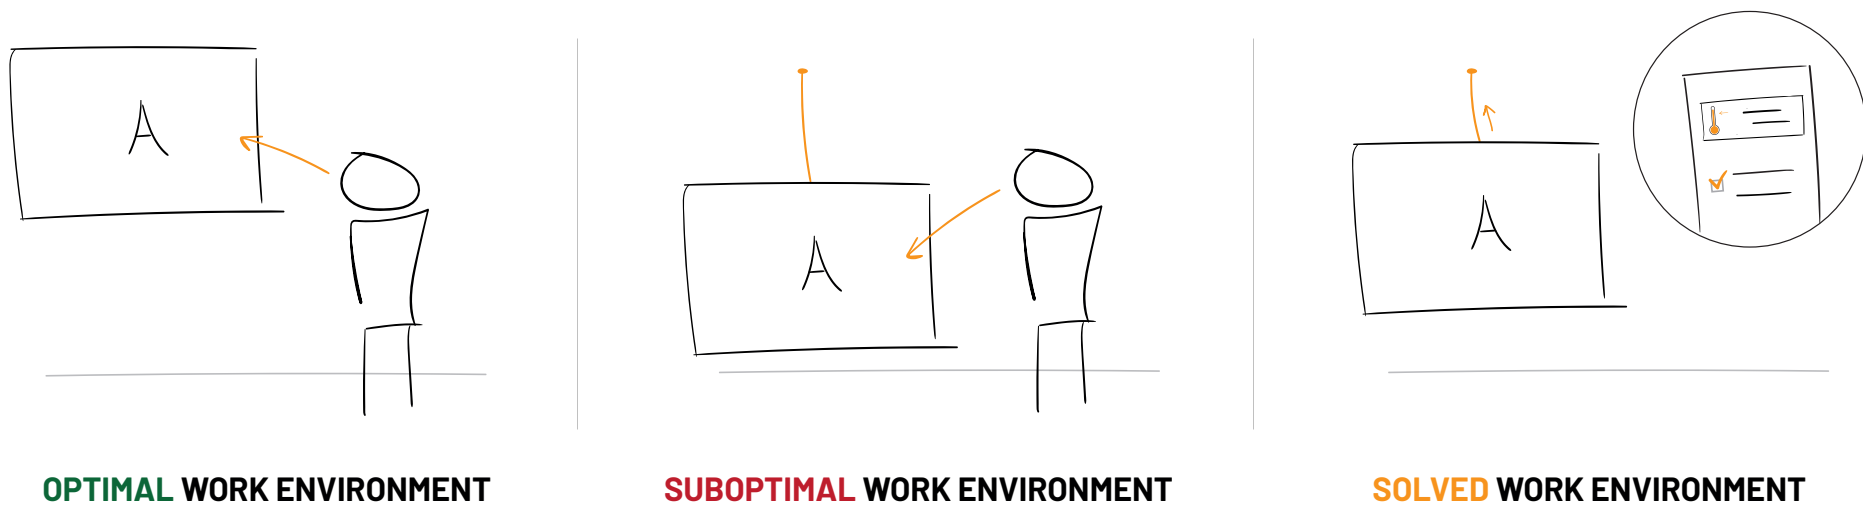 A
A
A
OPTIMAL WORK ENVIRONMENT
SUBOPTIMAL WORK ENVIRONMENT
SOLVED WORK ENVIRONMENT